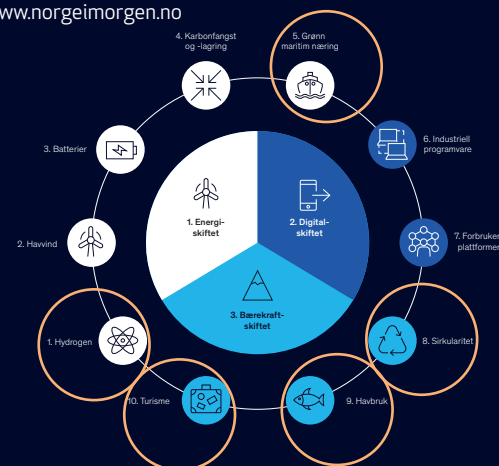 www.norgeimorgen.no
4. Karbonfangst
og -lagring
5. Grønn
maritim næring
3. Batterier
6. Industriell
programvare
1. Energi-
skiftet
2. Digital-
skiftet
2. Havvind
7. Forbruker
plattformer
3. Bærekraft-
skiftet
1. Hydrogen
8. Sirkularitet
10. Turisme
9. Havbruk